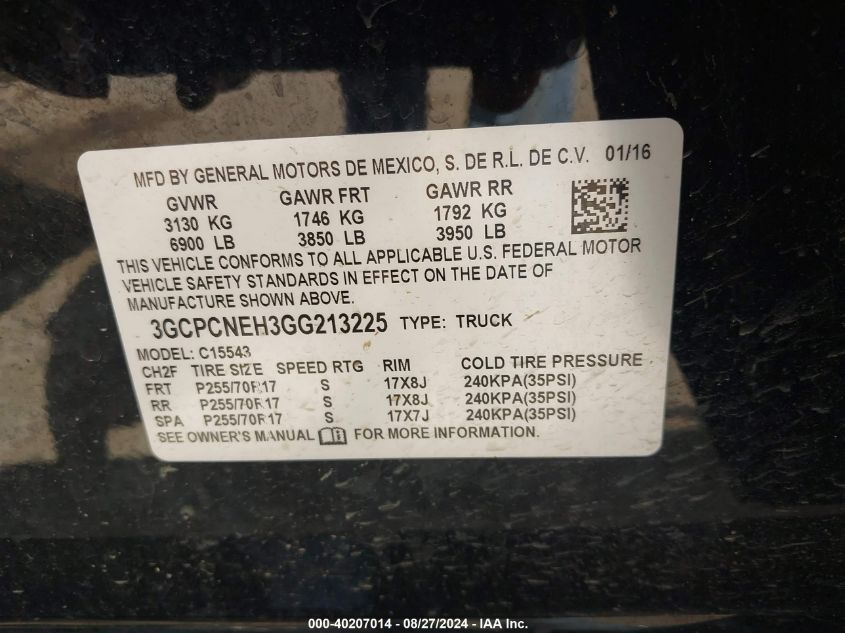 MFD BY GENERAL MOTORS DE MEXICO, S. DE R.L. DE C.V. 01/16
GVWR GAWR FRT GAWR RR
3130 KG 1746 KG 1792 KG
6900 LB 3850 LB 3950 LB
THIS VEHICLE CONFORMS TO ALL APPLICABLE U.S. FEDERAL MOTOR
VEHICLE SAFETY STANDARDS IN EFFECT ON THE DATE OF
MANUFACTURE SHOWN ABOVE.
3GCPCNEH3GG213225 TYPE: TRUCK
MODEL: C15543
CH2F TIRE SIZE SPEED RTG RIM COLD TIRE PRESSURE
FRT P255/70R17 S 17X8J 240KPA(35PSI)
RR P255/70R17 S 17X8J 240KPA(35PSI)
SPA P255/70R17 S 17X7J 240KPA(35PSI)
SEE OWNER'S MANUAL FOR MORE INFORMATION.
000-40207014 - 08/27/2024 - IAA Inc.